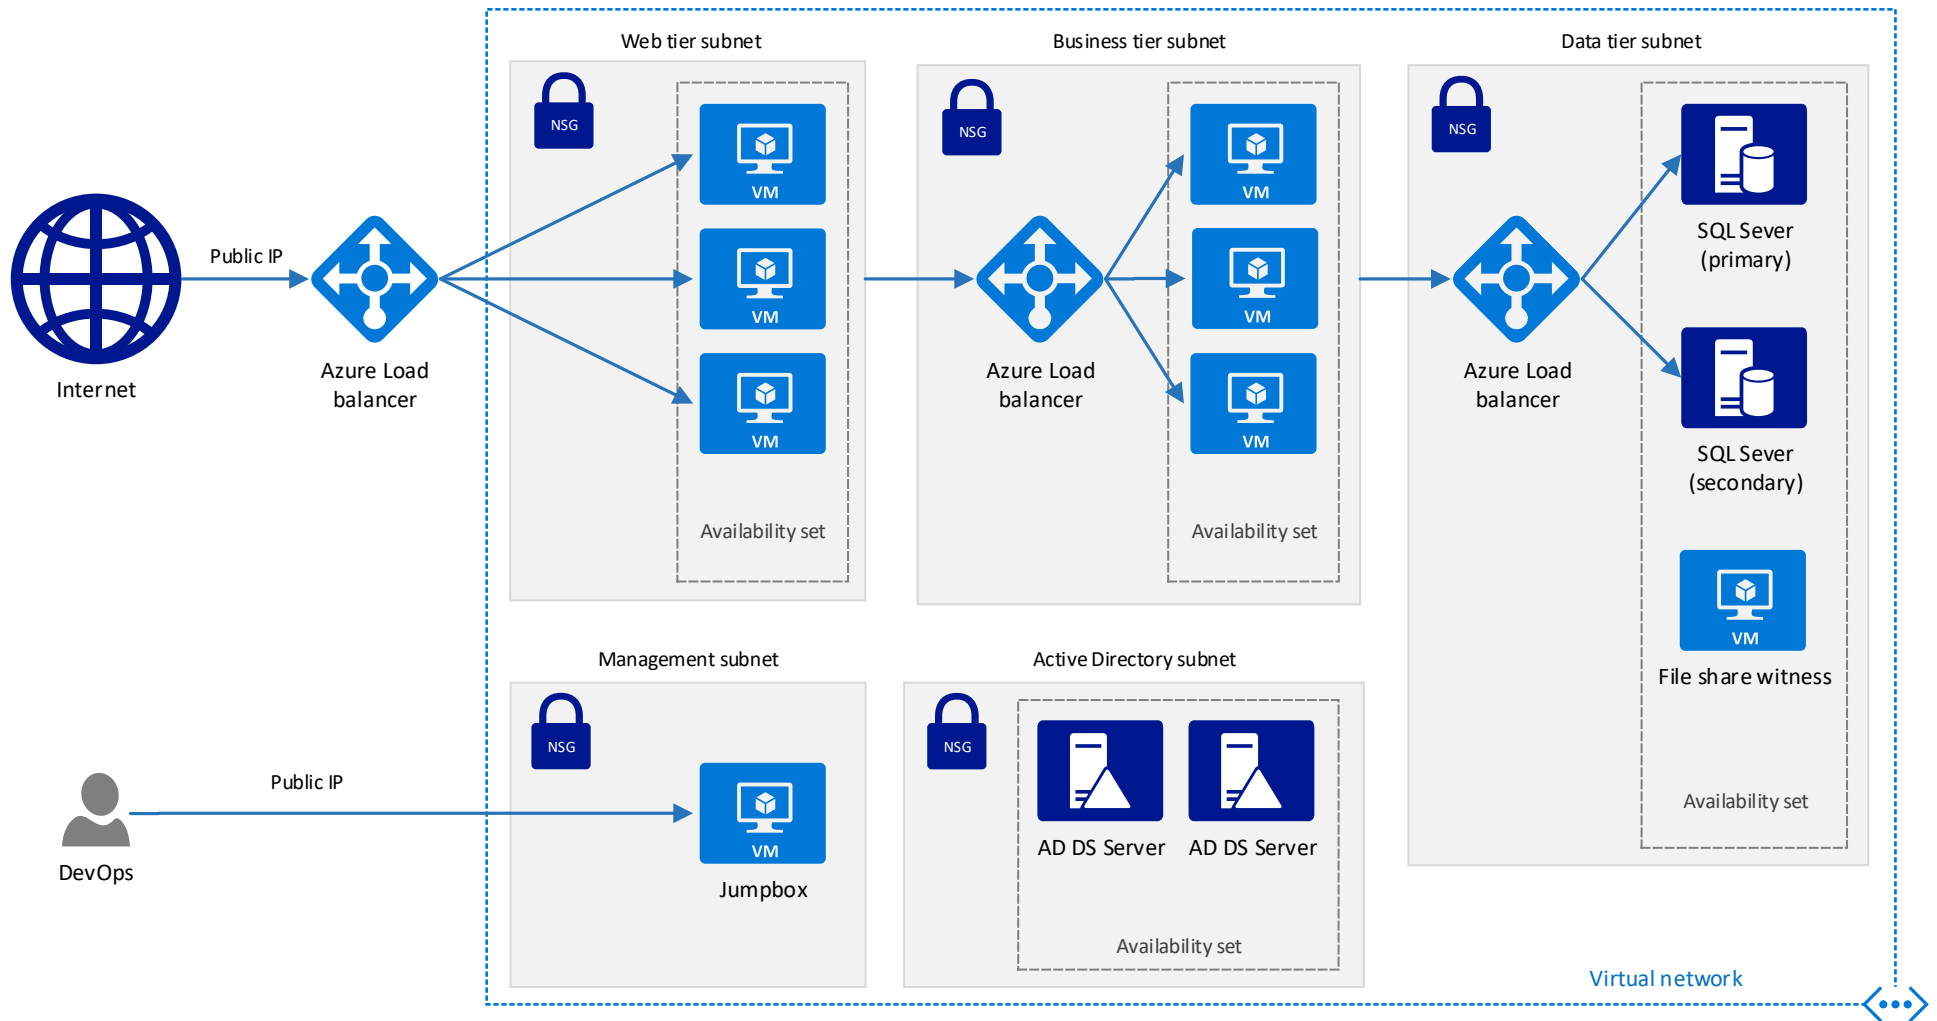 Web tier subnet
Business tier subnet
Data tier subnet
NSG
VM
VM
VM
Availability set
NSG
Azure Load
balancer
VM
VM
VM
Availability set
NSG
Azure Load
balancer
SQL Sever
(primary)
SQL Sever
(secondary)
VM
File share witness
Availability set
Public IP
Internet
Azure Load
balancer
Management subnet
NSG
VM
Jumpbox
Active Directory subnet
NSG
AD DS Server
AD DS Server
Availability set
Public IP
DevOps
Virtual network